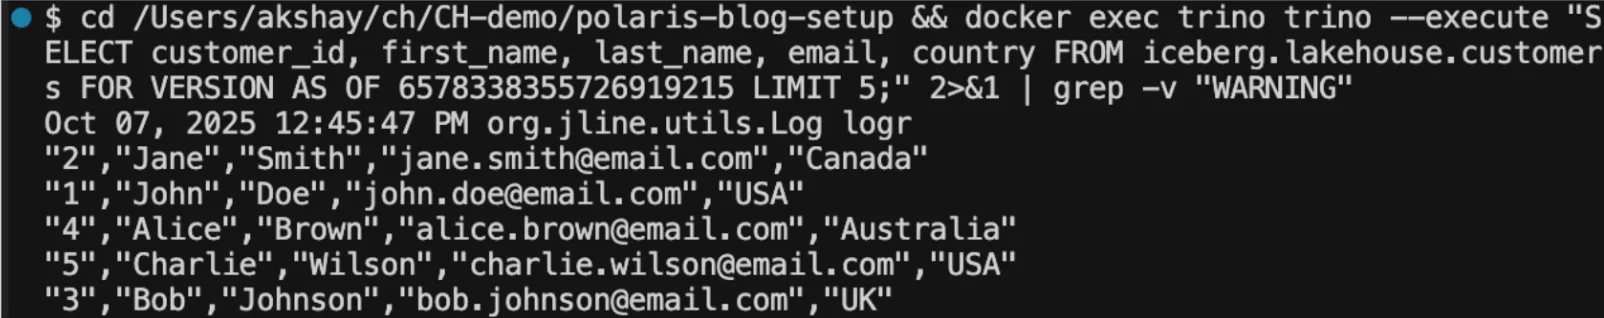 $ cd /Users/akshay/ch/CH-demo/polaris-blog-setup && docker exec trino trino --execute "S
ELECT customer_id, first_name, last_name, email, country FROM iceberg.lakehouse.customer
s FOR VERSION AS OF 6578338355726919215 LIMIT 5;" 2>&1 | grep -v "WARNING"
Oct 07, 2025 12:45:47 PM org.jline.utils.Log logr
"2","Jane","Smith","jane.smith@email.com","Canada"
"1","John","Doe","john.doe@email.com","USA"
"4","Alice","Brown","alice.brown@email.com","Australia"
"5","Charlie","Wilson","charlie.wilson@email.com","USA"
"3","Bob","Johnson","bob.johnson@email.com","UK"